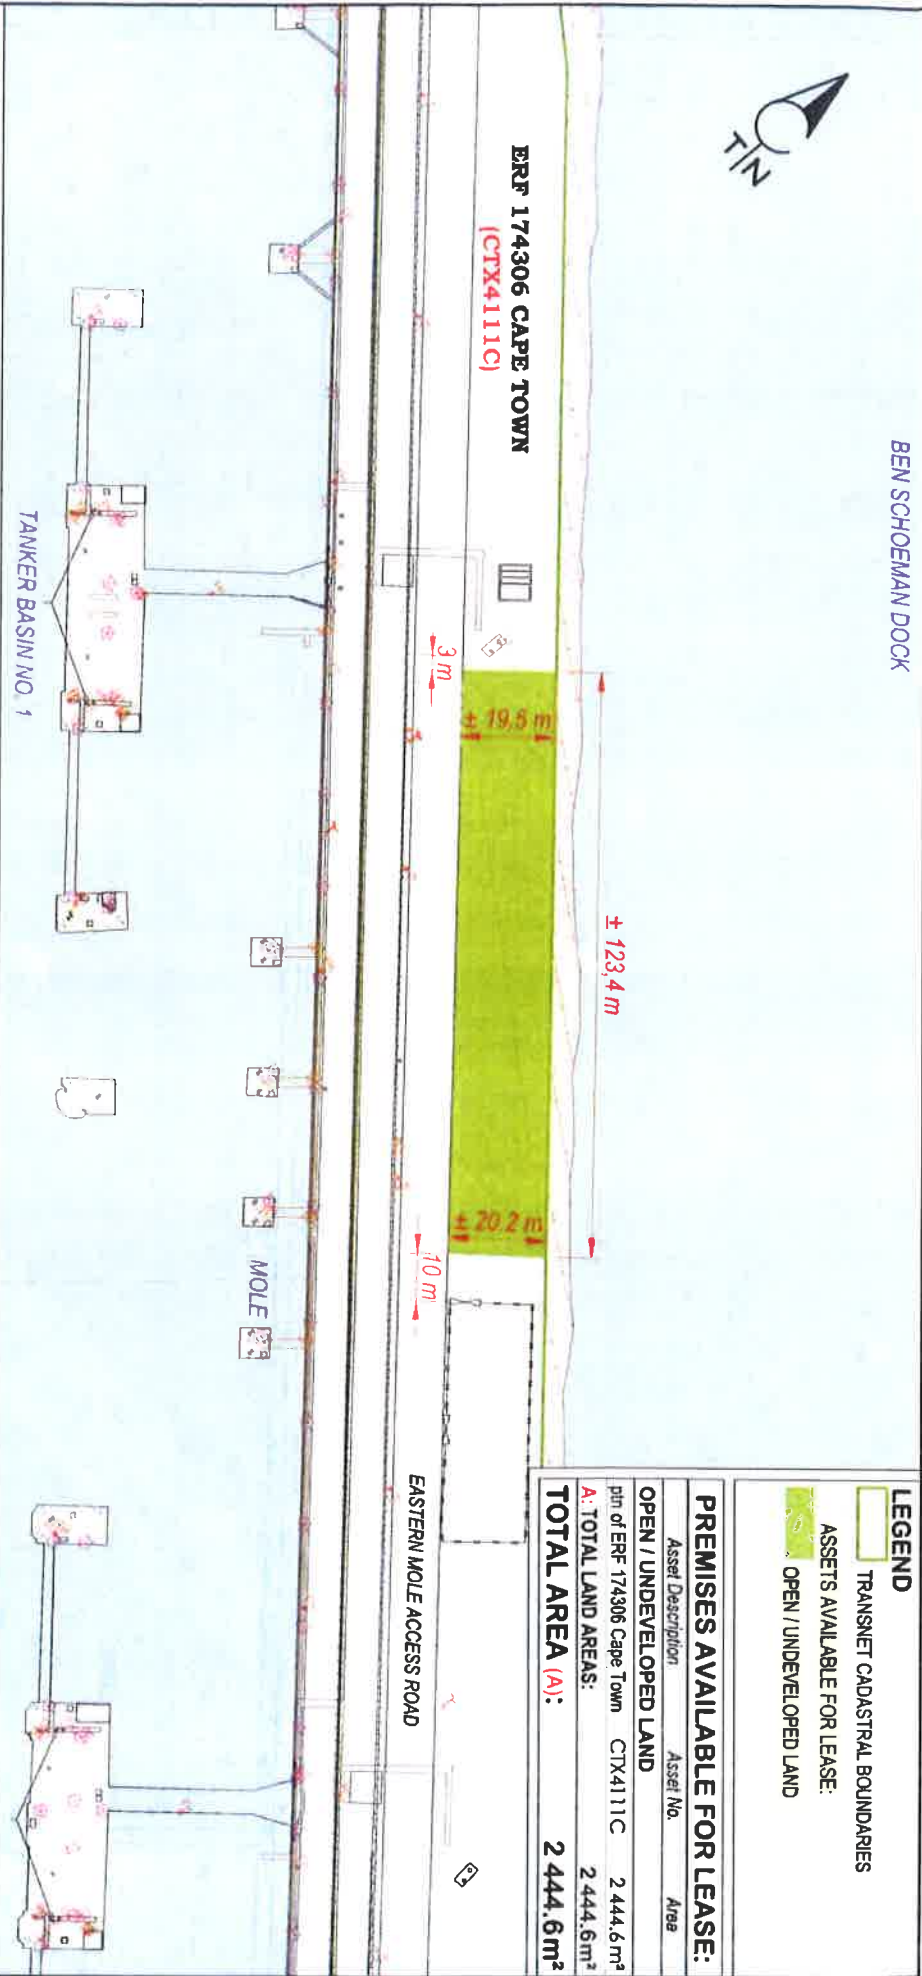 BEN SCHOEMAN DOCK
T/N
ERF 174306 CAPE TOWN
(CTX4111C)
3 m
± 19,5 m
± 123,4 m
± 20.2 m
10 m
TANKER BASIN NO. 1
MOLE
EASTERN MOLE ACCESS ROAD
LEGEND
TRANSNET CADASTRAL BOUNDARIES
ASSETS AVAILABLE FOR LEASE:
OPEN / UNDEVELOPED LAND
PREMISES AVAILABLE FOR LEASE:
Asset Description Asset No. Area
OPEN / UNDEVELOPED LAND
ptn of ERF 174306 Cape Town CTX4111C 2 444.6 m²
A: TOTAL LAND AREAS: 2 444.6 m²
TOTAL AREA (A): 2 444.6 m²